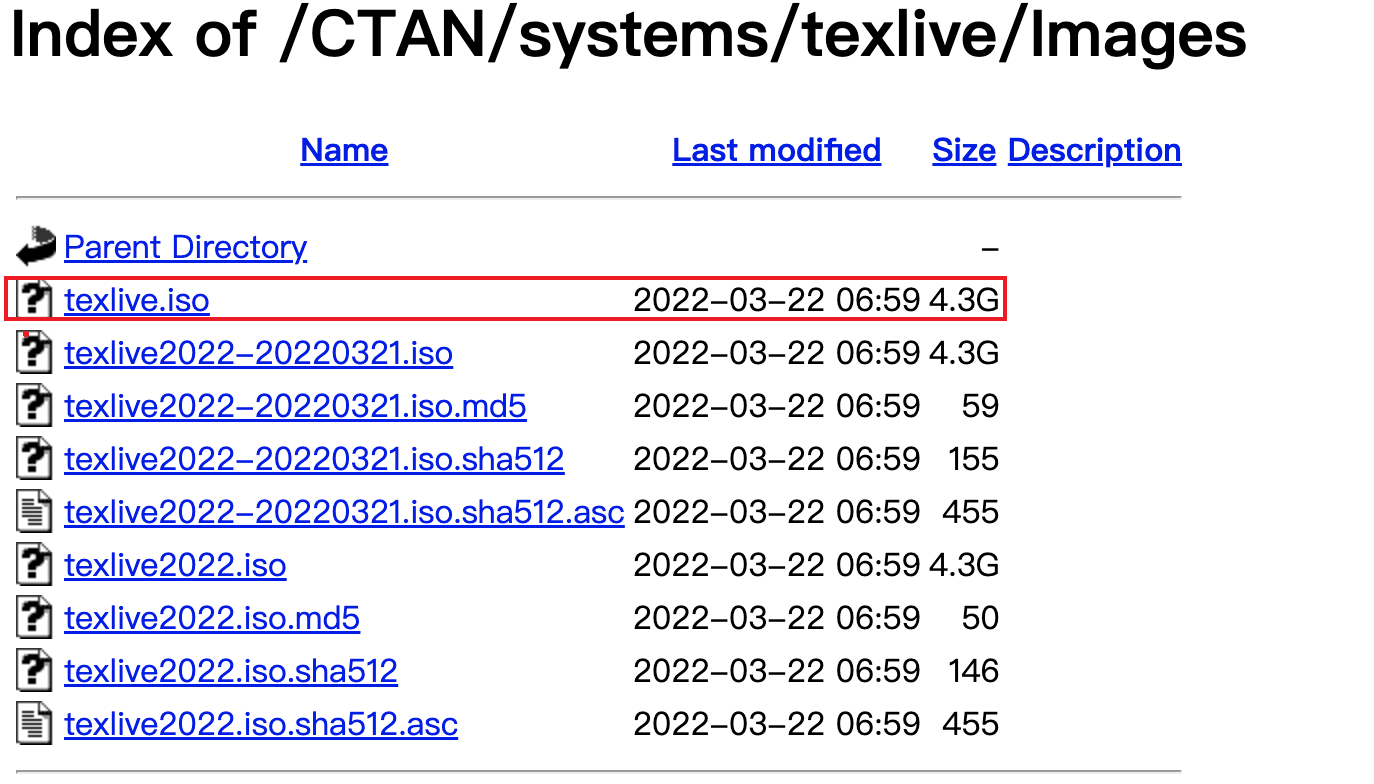 Index of /CTAN/systems/texlive/Images
Name Last modified Size Description
Parent Directory –
texlive.iso 2022–03–22 06:59 4.3G
texlive2022–20220321.iso 2022–03–22 06:59 4.3G
texlive2022–20220321.iso.md5 2022–03–22 06:59 59
texlive2022–20220321.iso.sha512 2022–03–22 06:59 155
texlive2022–20220321.iso.sha512.asc 2022–03–22 06:59 455
texlive2022.iso 2022–03–22 06:59 4.3G
texlive2022.iso.md5 2022–03–22 06:59 50
texlive2022.iso.sha512 2022–03–22 06:59 146
texlive2022.iso.sha512.asc 2022–03–22 06:59 455